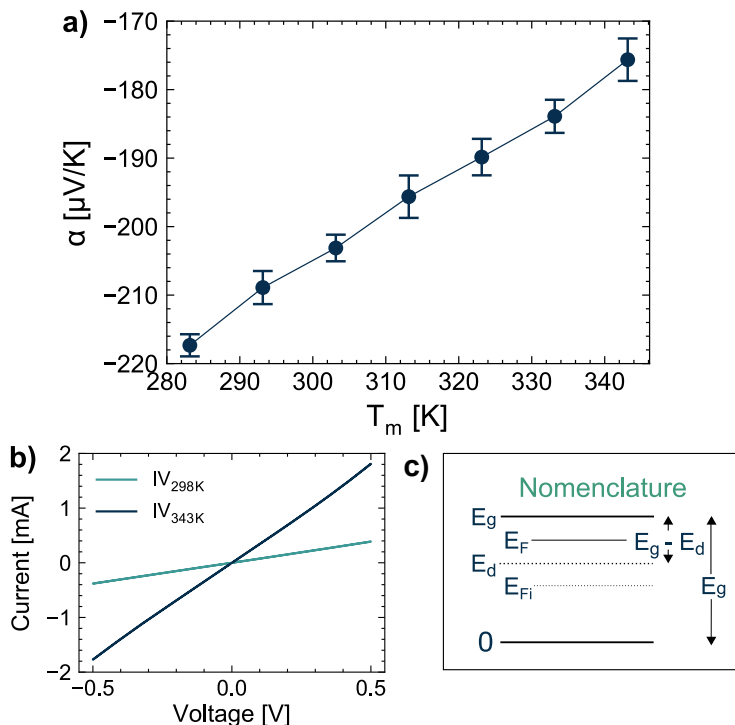 a)
−170
−180
−190
−200
−210
−220
α [µV/K]
280 290 300 310 320 330 340
T_m [K]
b)
2
1
0
−1
−2
Current [mA]
IV_298K
IV_343K
−0.5 0.0 0.5
Voltage [V]
c)
Nomenclature
E_g
E_F
E_g - E_d
E_d
E_Fi
E_g
0